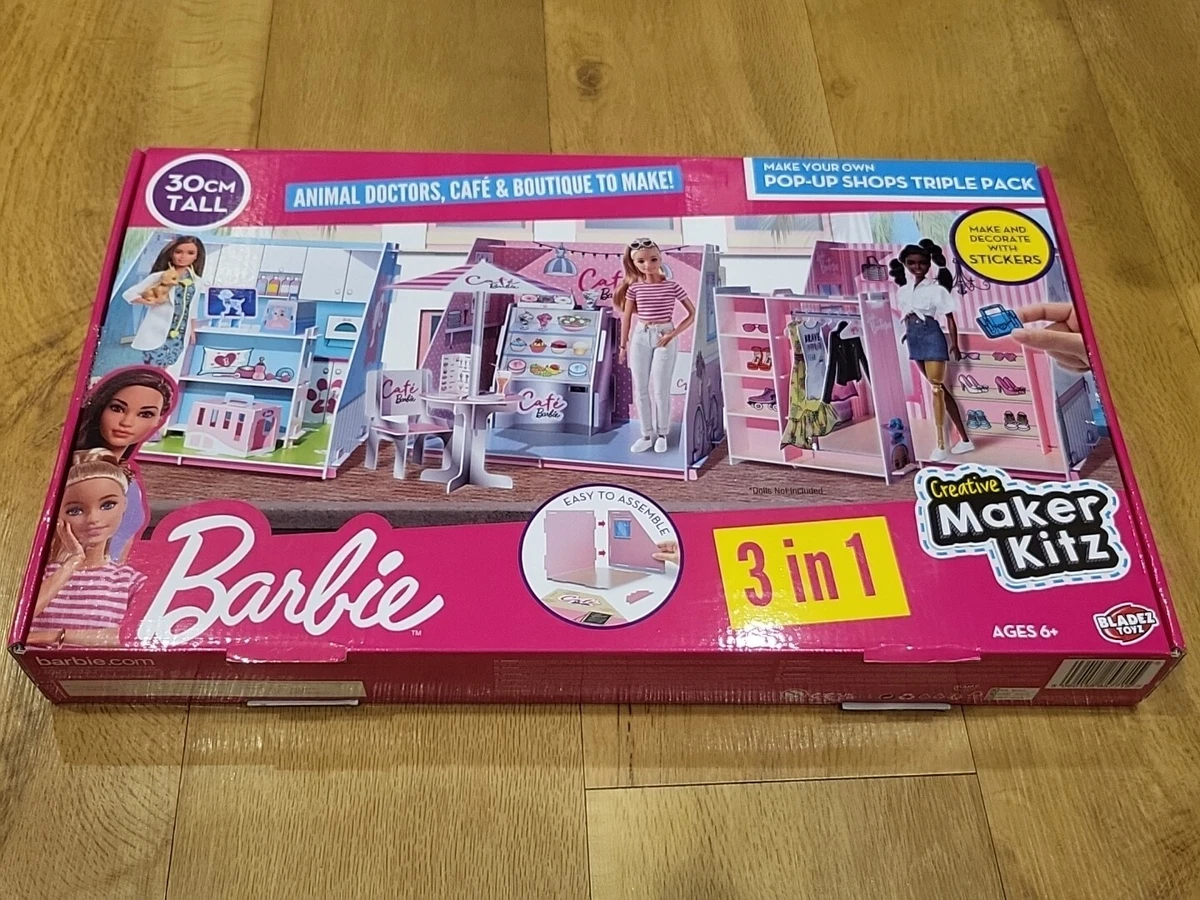 30CM
TALL
ANIMAL DOCTORS, CAFÉ & BOUTIQUE TO MAKE!
MAKE YOUR OWN
POP-UP SHOPS TRIPLE PACK
MAKE AND
DECORATE
WITH
STICKERS
Café
Barbie
Café
Barbie
Café
Barbie
*Dolls Not Included
EASY TO ASSEMBLE
Café
Barbie™
3 in 1
Creative
Maker
Kitz
AGES 6+
BLADEZ
TOYZ
barbie.com